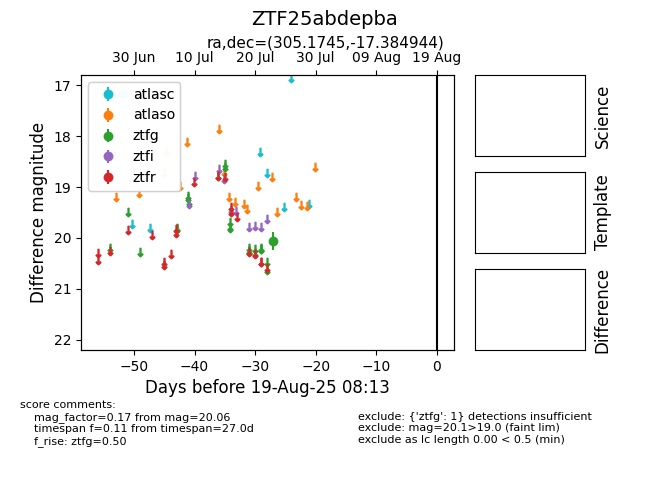 ZTF25abdepba
ra,dec=(305.1745,-17.384944)
30 Jun 10 Jul 20 Jul 30 Jul 09 Aug 19 Aug
17
18
19
20
21
22
Difference magnitude
atlasc
atlaso
ztfg
ztfi
ztfr
−50 −40 −30 −20 −10 0
Days before 19-Aug-25 08:13
Science
Template
Difference
score comments:
mag_factor=0.17 from mag=20.06
timespan f=0.11 from timespan=27.0d
f_rise: ztfg=0.50
exclude: {'ztfg': 1} detections insufficient
exclude: mag=20.1>19.0 (faint lim)
exclude as lc length 0.00 < 0.5 (min)